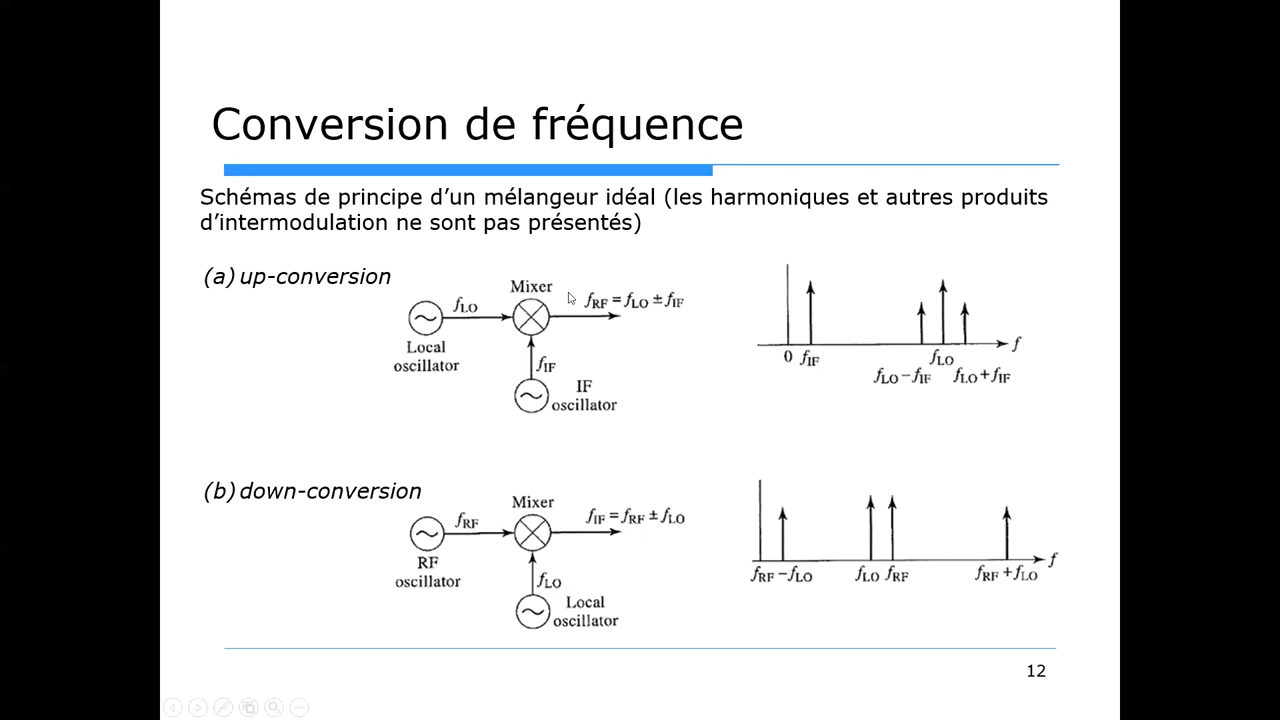 Conversion de fréquence
Schémas de principe d’un mélangeur idéal (les harmoniques et autres produits
d’intermodulation ne sont pas présentés)
(a) up-conversion
Mixer
fLO
fRF = fLO ± fIF
Local
oscillator
fIF
IF
oscillator
f
0 fIF
fLO
fLO − fIF fLO + fIF
(b) down-conversion
Mixer
fRF
fIF = fRF ± fLO
RF
oscillator
fLO
Local
oscillator
f
fRF − fLO fLO fRF fRF + fLO
12